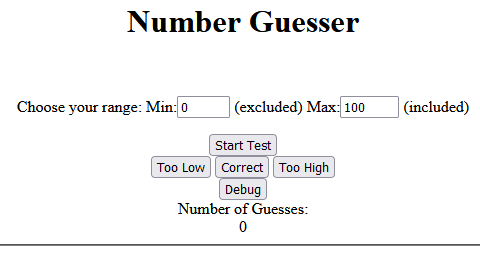 Number Guesser
Choose your range: Min: 0 (excluded) Max: 100 (included)
Start Test
Too Low Correct Too High
Debug
Number of Guesses:
0